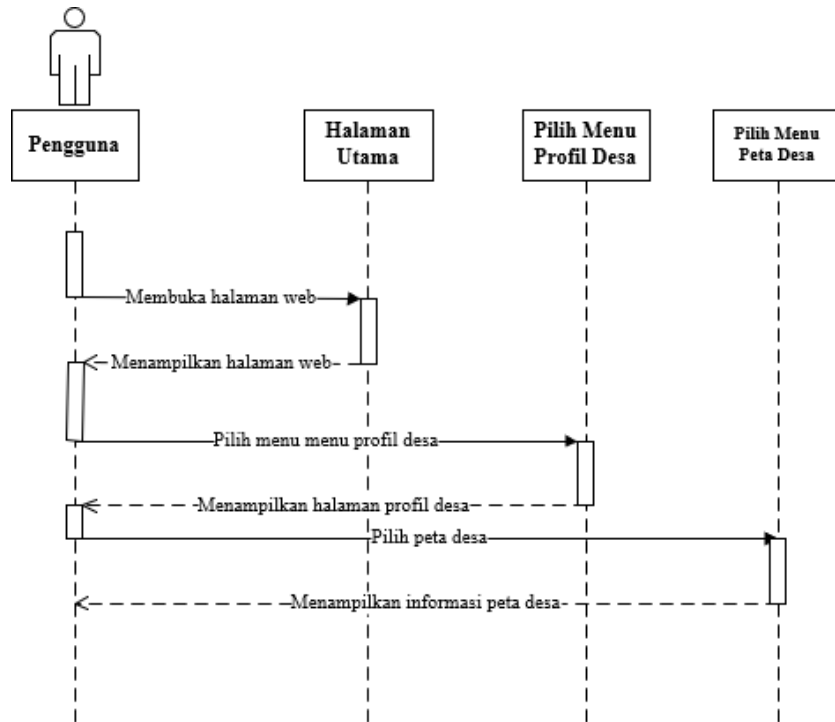 Pengguna
Halaman
Utama
Pilih Menu
Profil Desa
Pilih Menu
Peta Desa
Membuka halaman web
Menampilkan halaman web
Pilih menu menu profil desa
Menampilkan halaman profil desa
Pilih peta desa
Menampilkan informasi peta desa